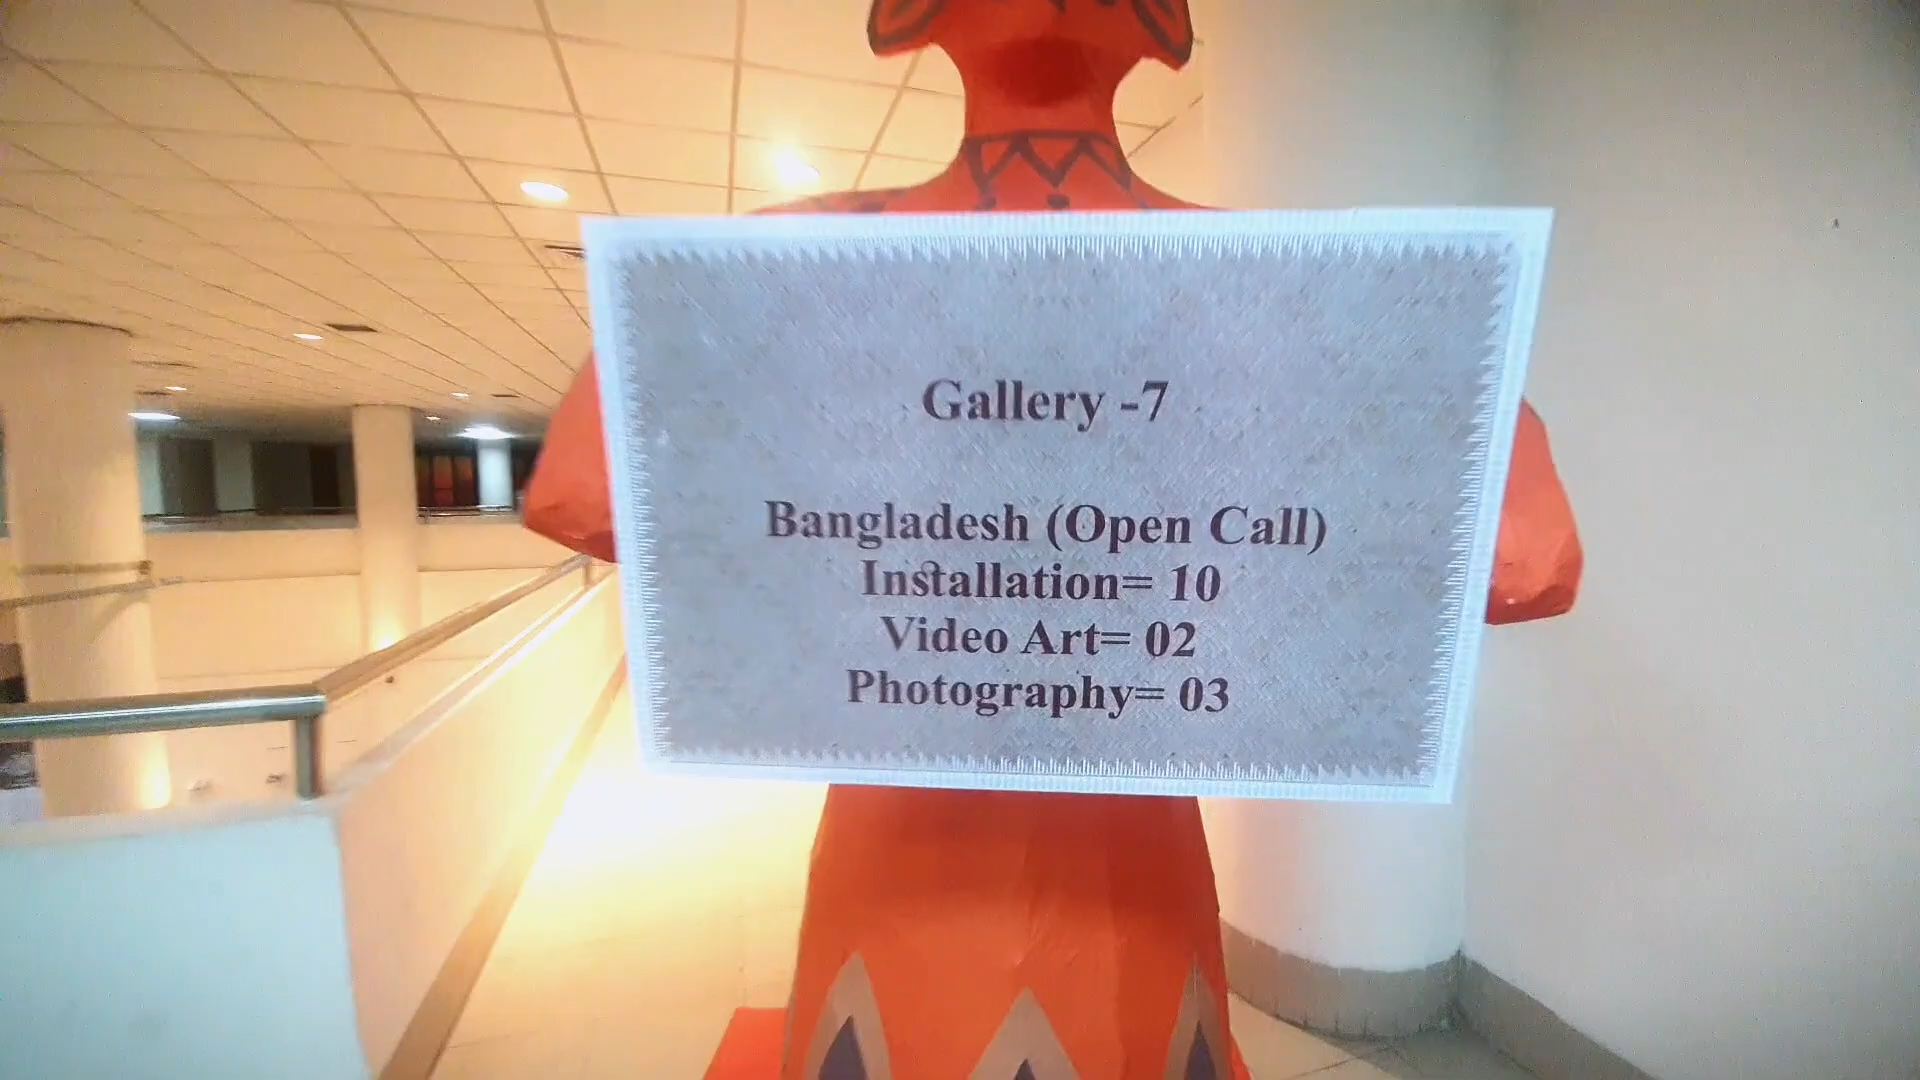 Gallery -7
Bangladesh (Open Call)
Installation= 10
Video Art= 02
Photography= 03